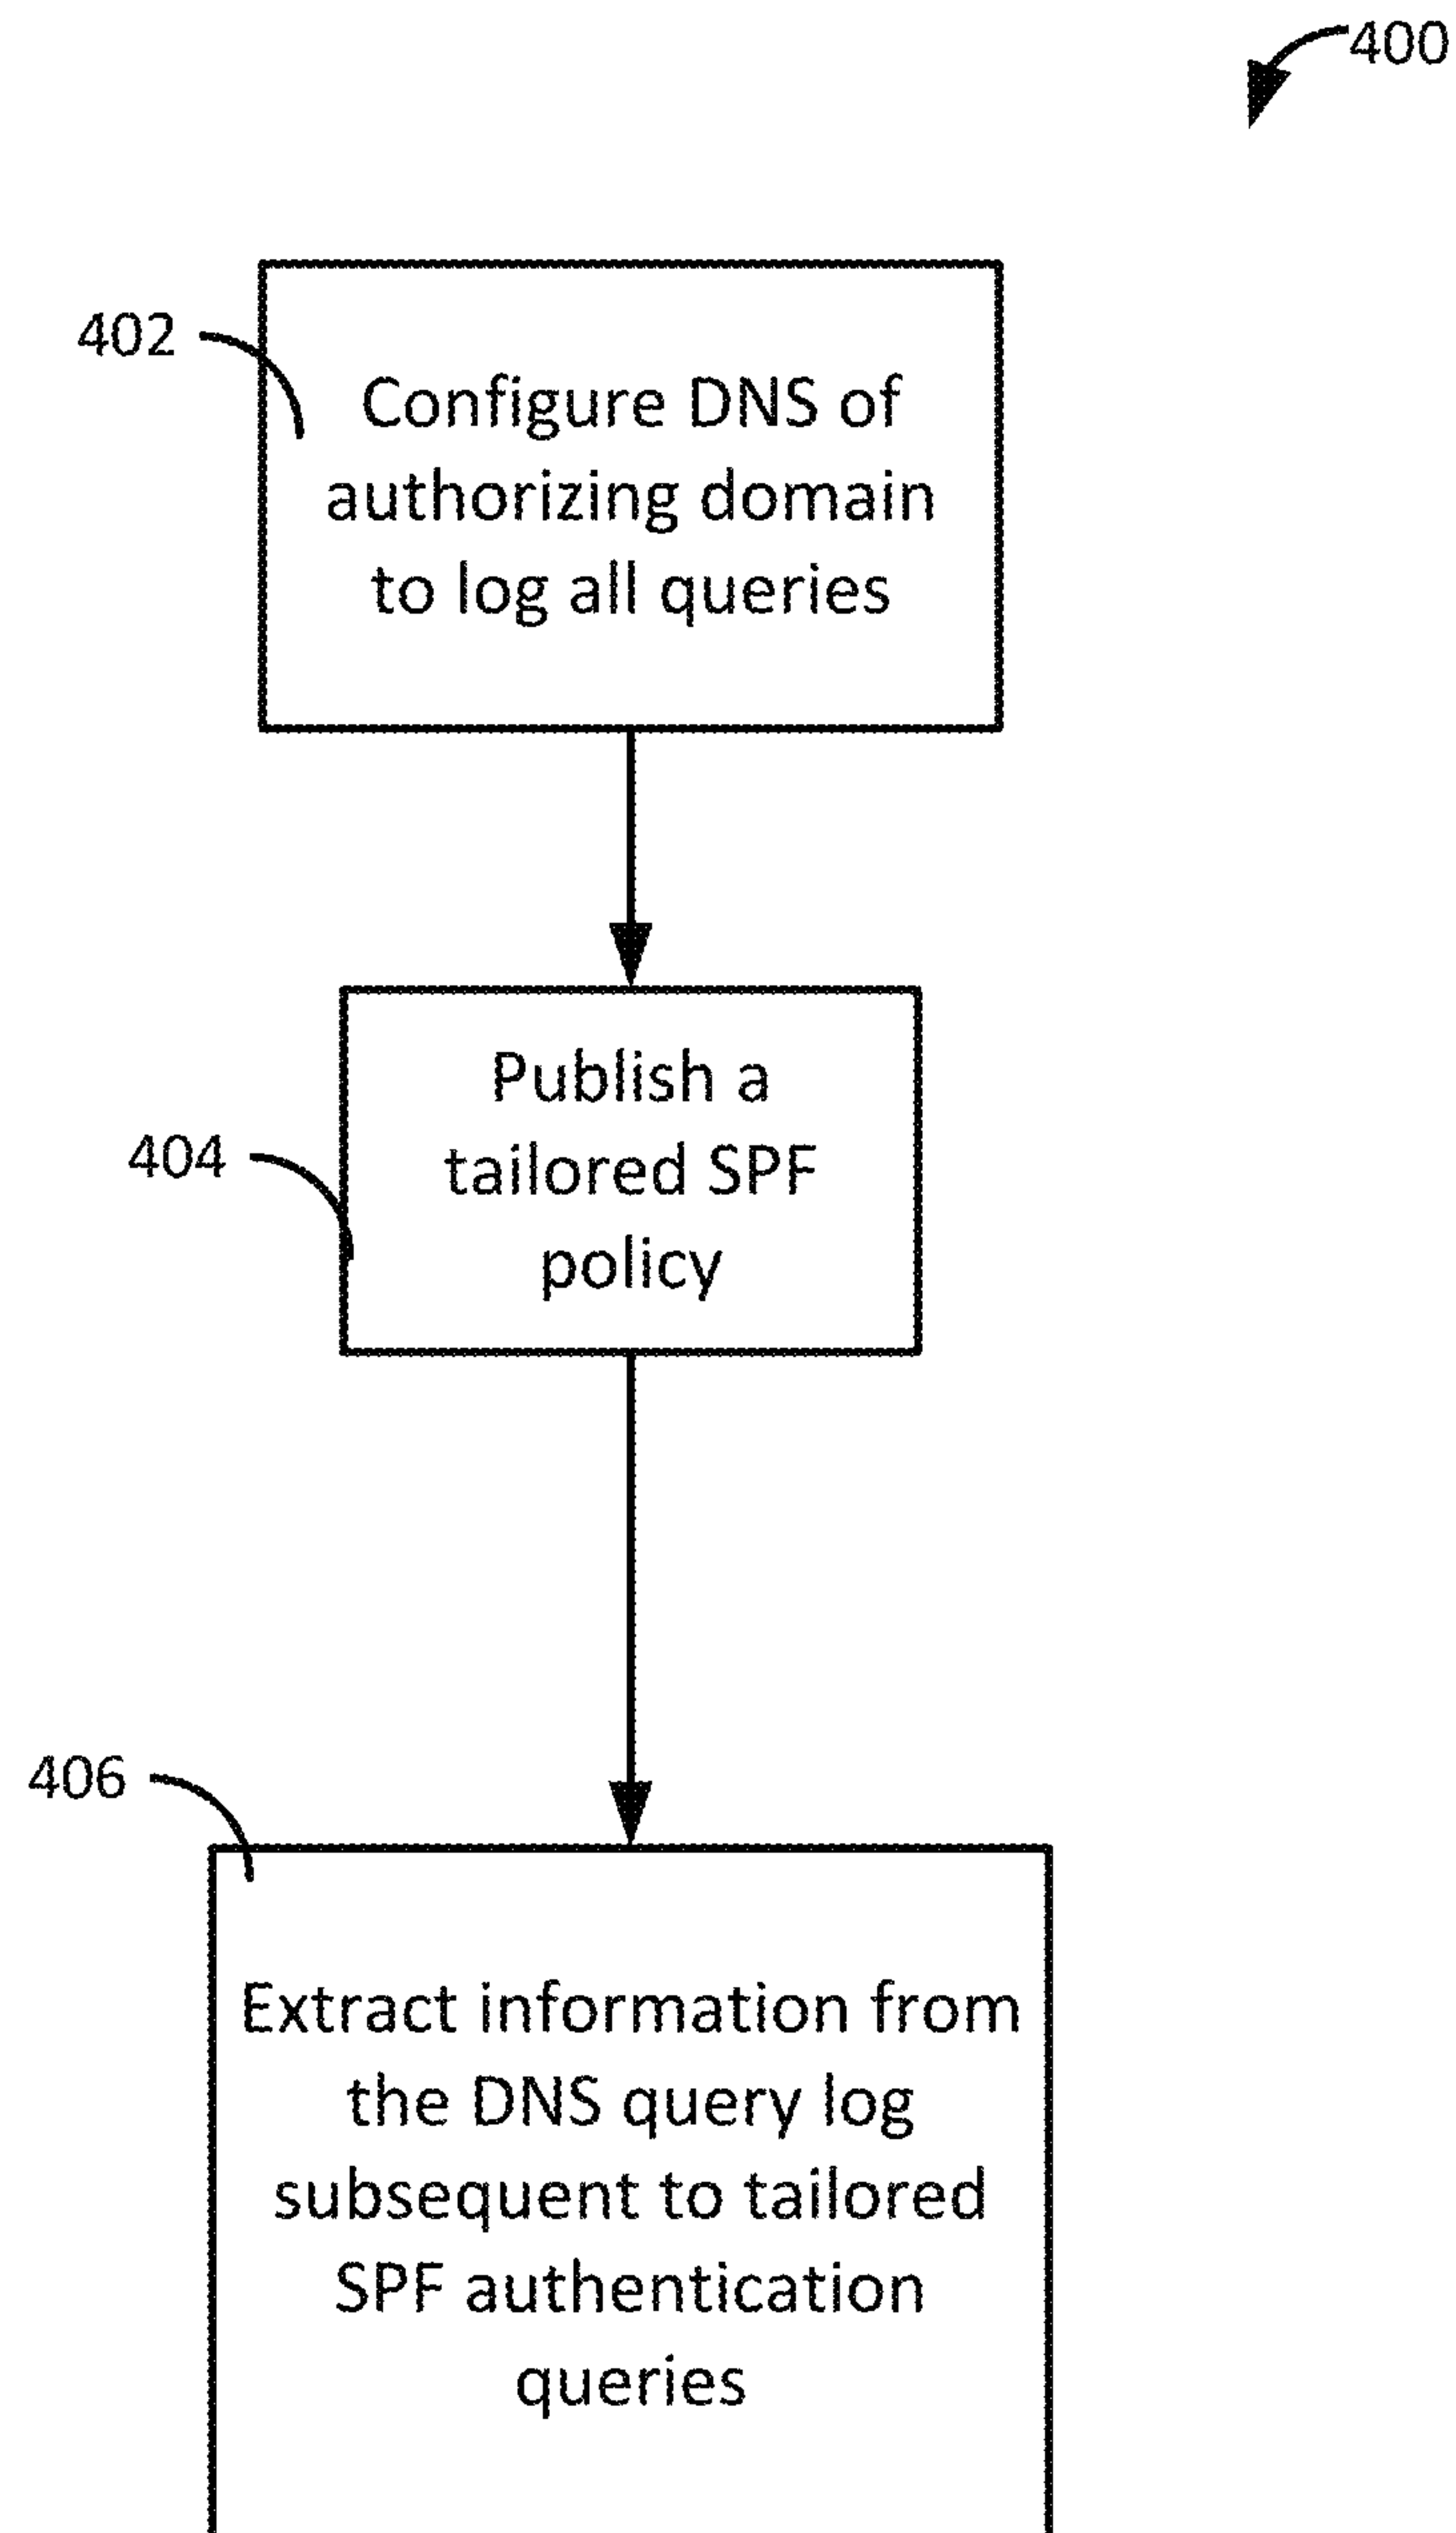 400
402
Configure DNS of
authorizing domain
to log all queries
404
Publish a
tailored SPF
policy
406
Extract information from
the DNS query log
subsequent to tailored
SPF authentication
queries